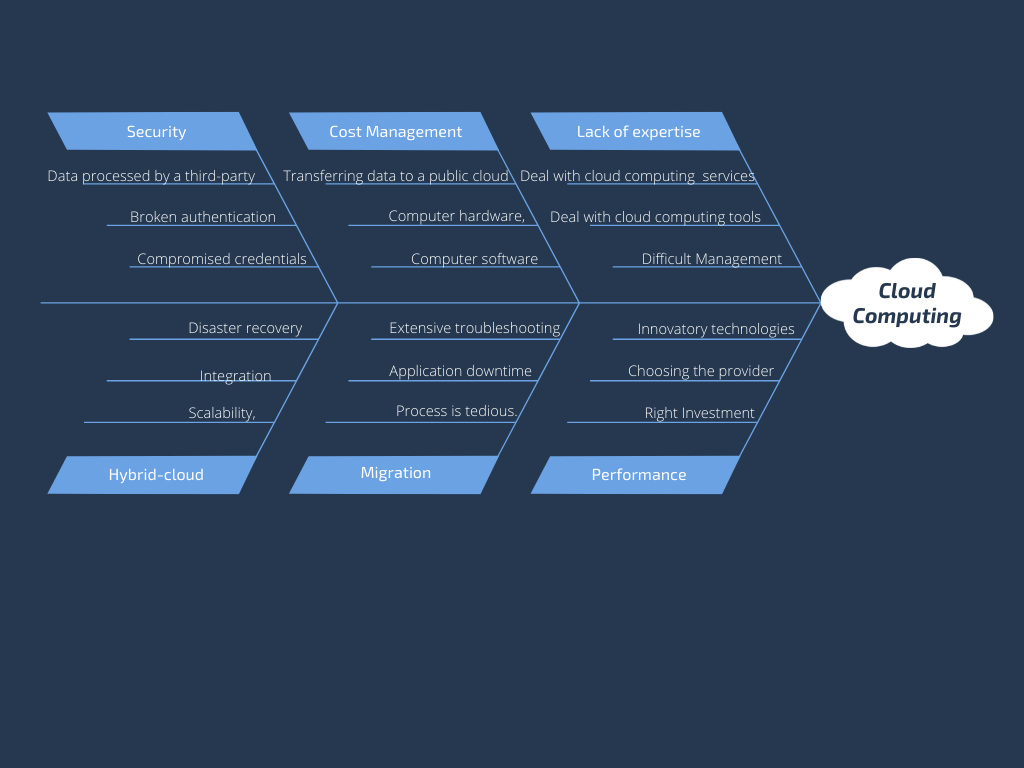 Security
Cost Management
Lack of expertise
Data processed by a third-party
Transferring data to a public cloud
Deal with cloud computing  services
Broken authentication
Computer hardware,
Deal with cloud computing tools
Compromised credentials
Computer software
Difficult Management
Cloud
Computing
Disaster recovery
Extensive troubleshooting
Innovatory technologies
Integration
Application downtime
Choosing the provider
Scalability,
Process is tedious.
Right Investment
Hybrid-cloud
Migration
Performance